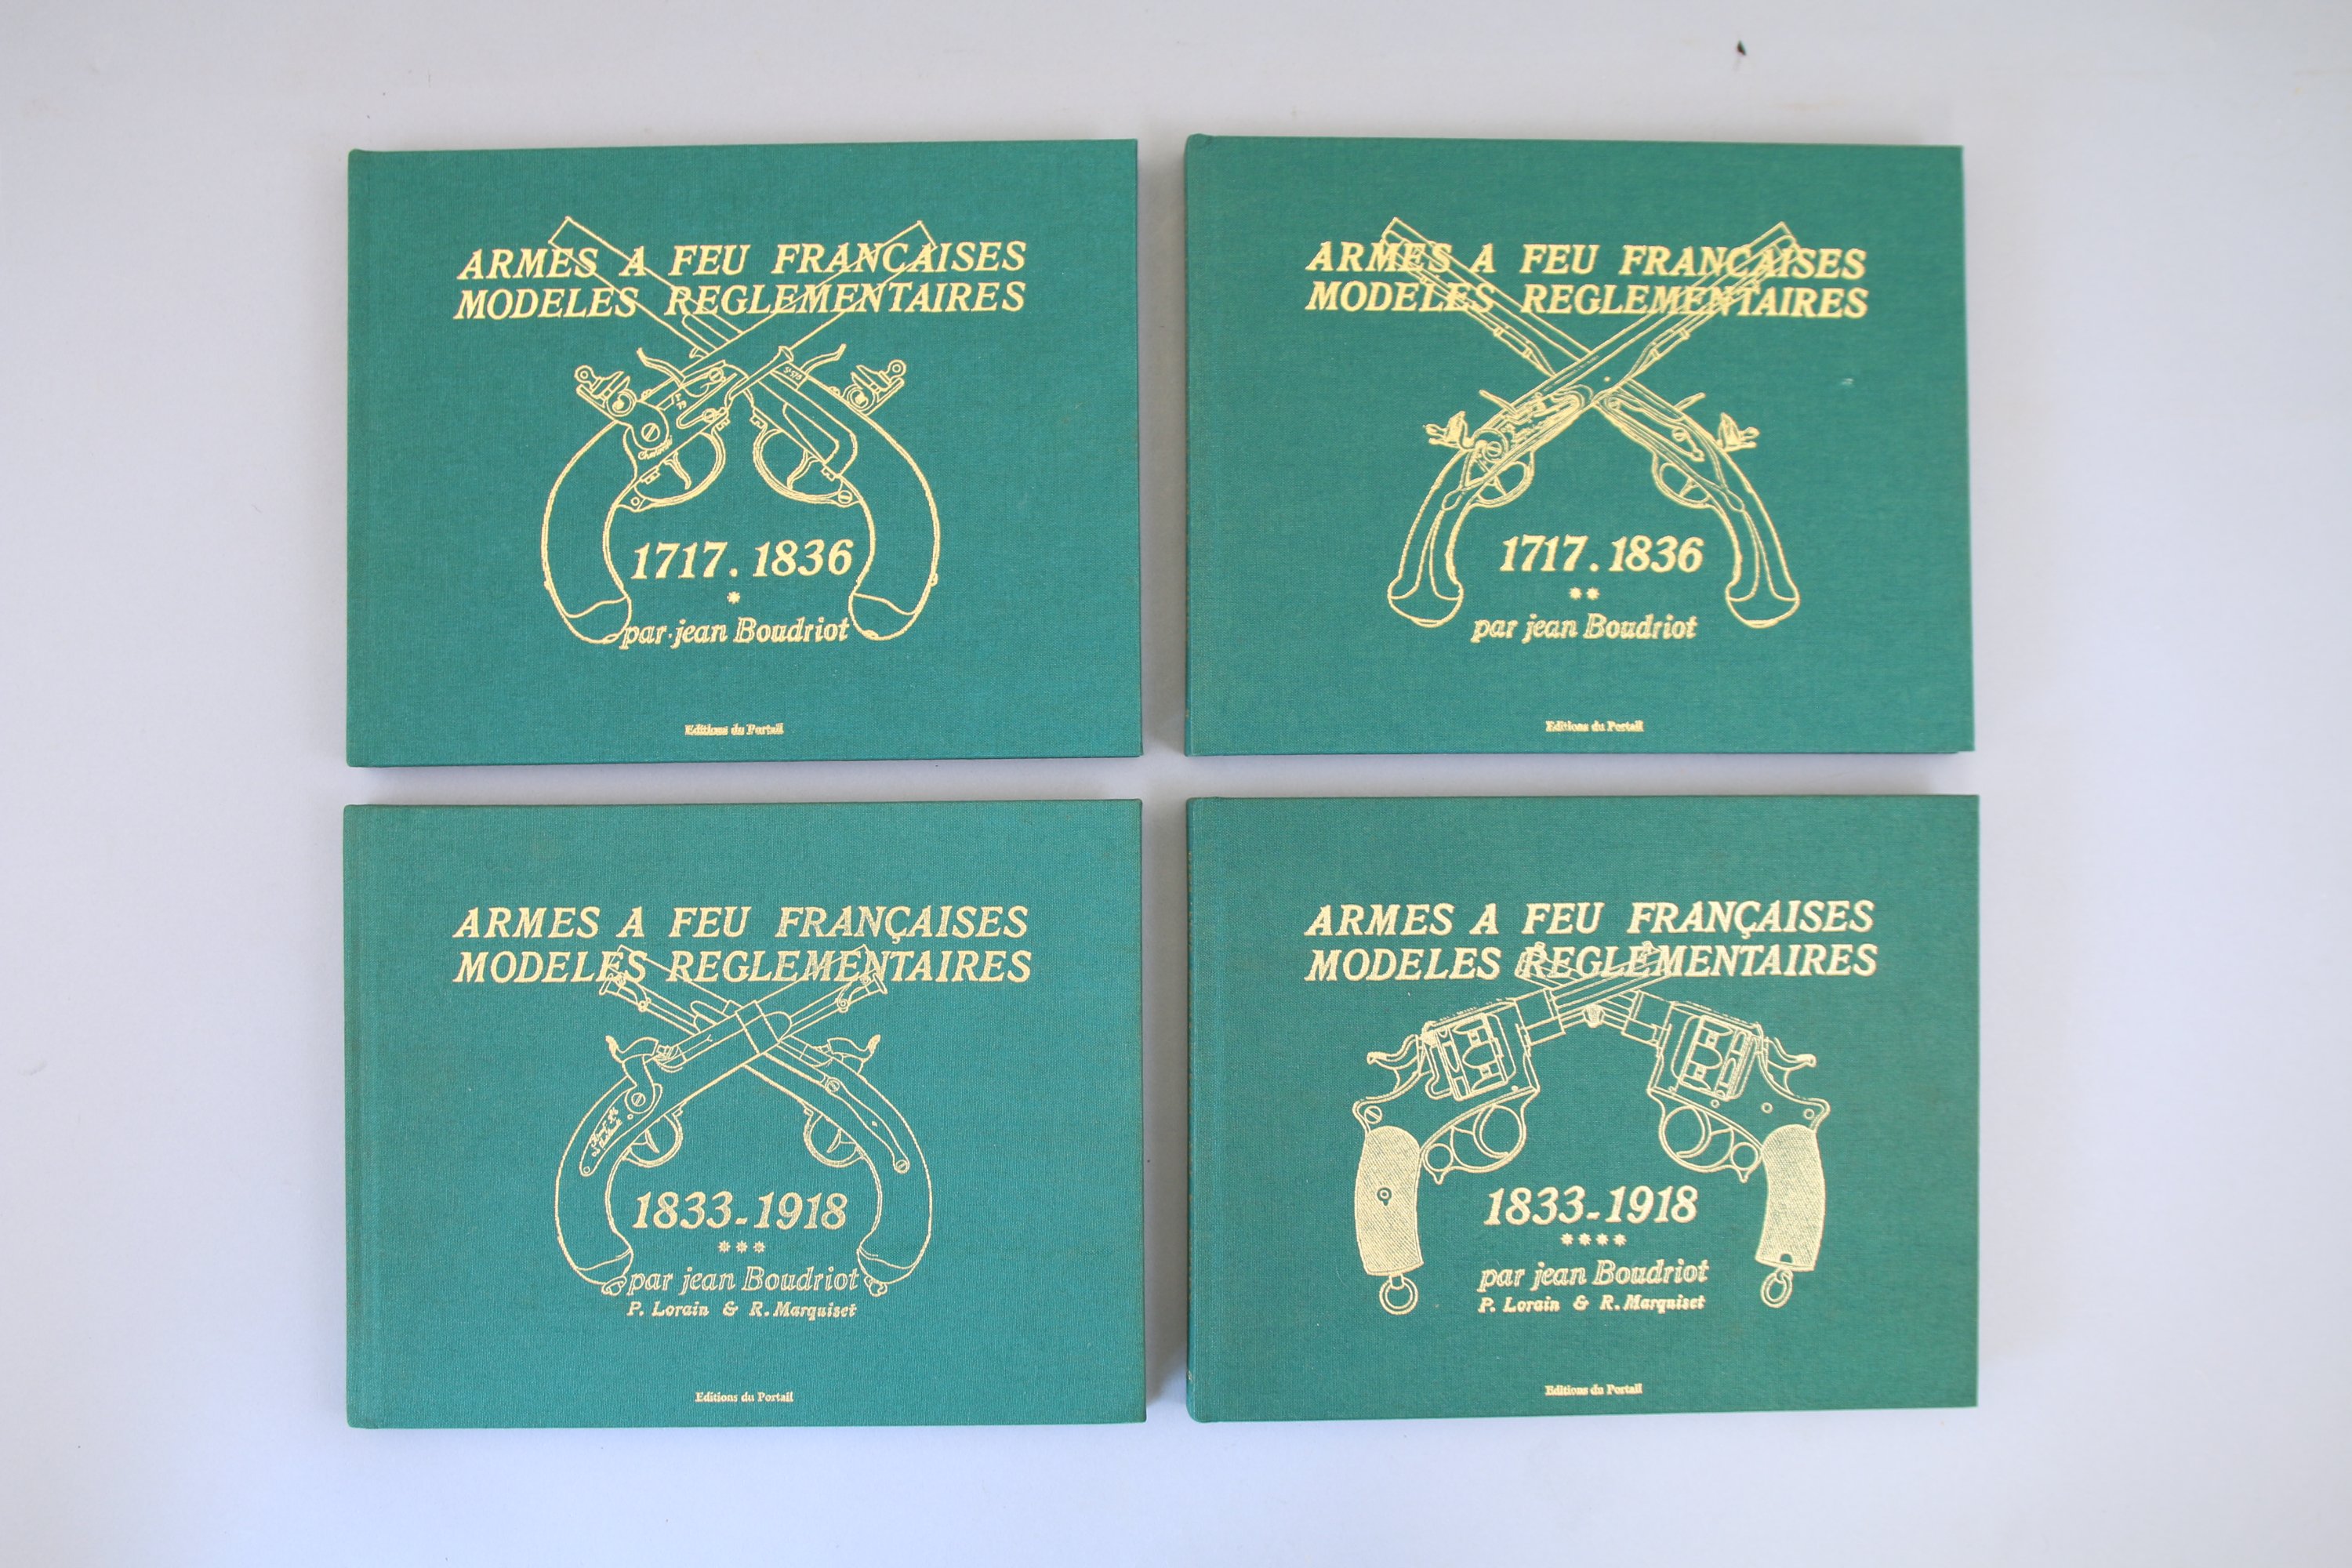 ARMES A FEU FRANCAISES
MODELES REGLEMENTAIRES
1717. 1836
*
par jean Boudriot
Editions du Portail
ARMES A FEU FRANCAISES
MODELES REGLEMENTAIRES
1717. 1836
**
par jean Boudriot
Editions du Portail
ARMES A FEU FRANÇAISES
MODELES REGLEMENTAIRES
1833-1918
***
par jean Boudriot
P. Lorain & R. Marquiset
Editions du Portail
ARMES A FEU FRANÇAISES
MODELES REGLEMENTAIRES
1833-1918
****
par jean Boudriot
P. Lorain & R. Marquiset
Editions du Portail